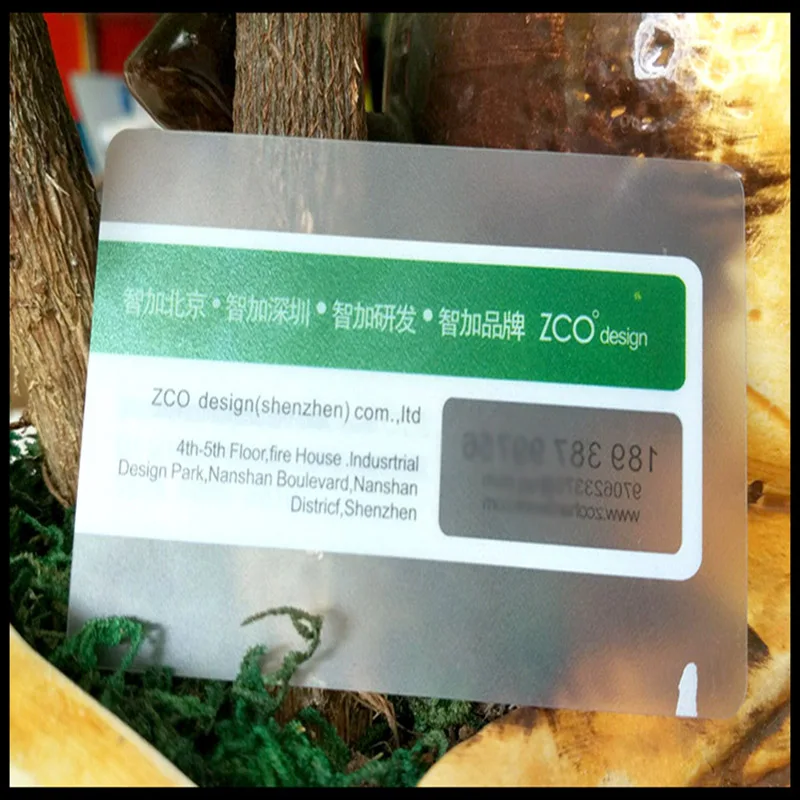 智加北京•智加深圳•智加研发•智加品牌 ZCO° design
ZCO design(shenzhen) com.,ltd
4th-5th Floor,fire House .Indusrtrial
Design Park,Nanshan Boulevard,Nanshan
Districf,Shenzhen
189 387